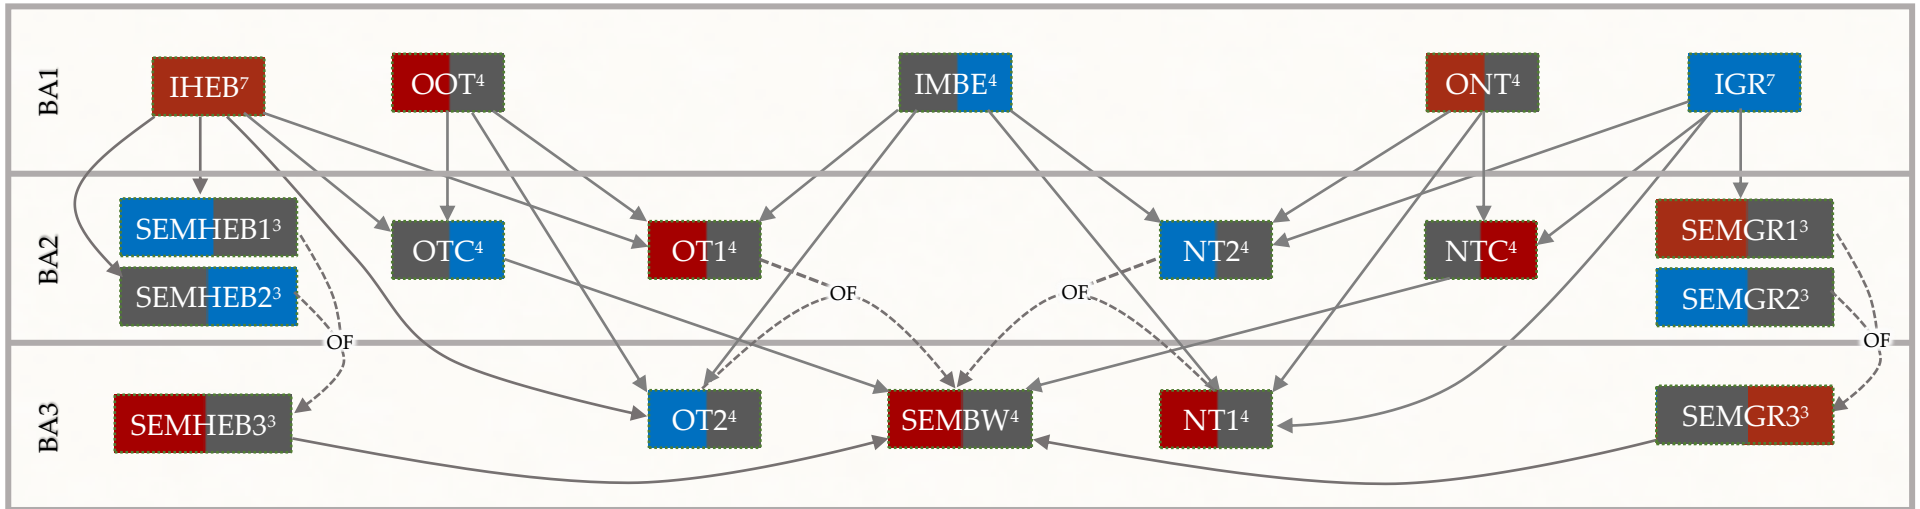 BA1
IHEB⁷
OOT⁴
IMBE⁴
ONT⁴
IGR⁷
BA2
SEMHEB1³
SEMHEB2³
OTC⁴
OT1⁴
NT2⁴
NTC⁴
SEMGR1³
SEMGR2³
OF
OF
OF
OF
BA3
SEMHEB3³
OT2⁴
SEMBW⁴
NT1⁴
SEMGR3³